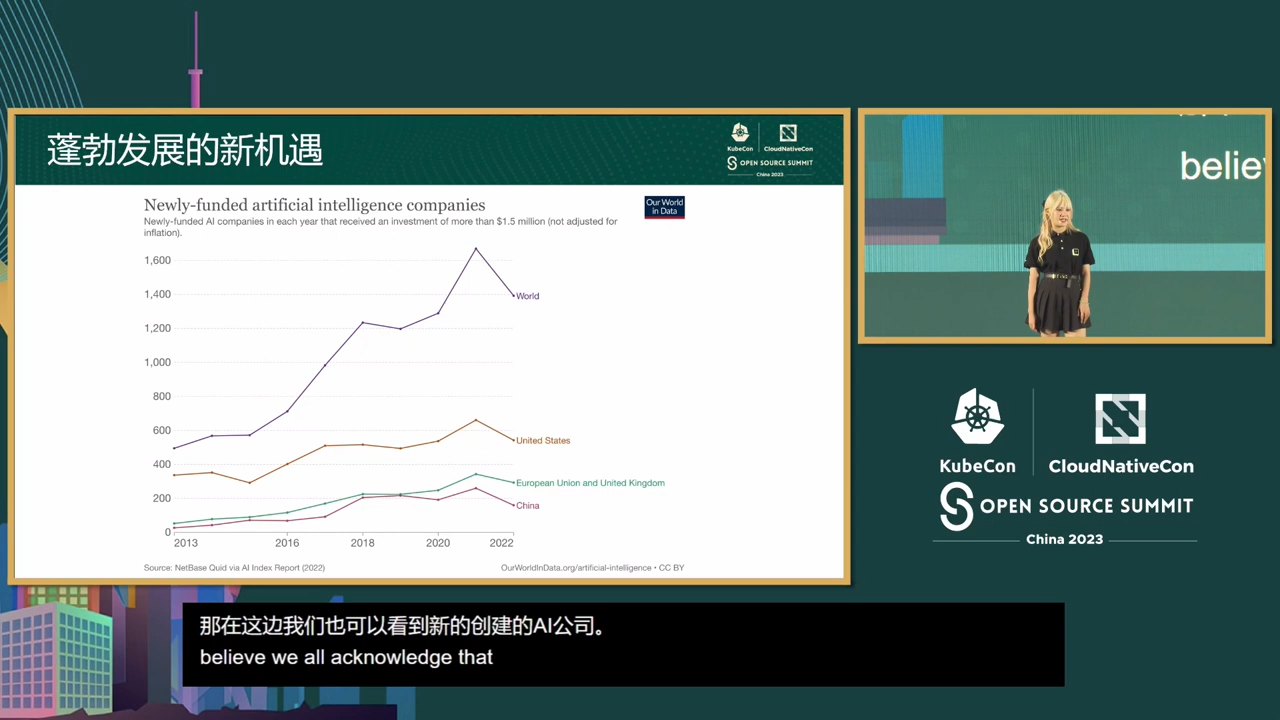 蓬勃发展的新机遇
KubeCon
CloudNativeCon
OPEN SOURCE SUMMIT
China 2023
Newly-funded artificial intelligence companies
Newly-funded AI companies in each year that received an investment of more than $1.5 million (not adjusted for
inflation).
Our World
in Data
1,600
1,400
1,200
1,000
800
600
400
200
0
World
United States
European Union and United Kingdom
China
2013
2016
2018
2020
2022
Source: NetBase Quid via AI Index Report (2022)
OurWorldInData.org/artificial-intelligence • CC BY
believ
KubeCon
CloudNativeCon
OPEN SOURCE SUMMIT
China 2023
那在这边我们也可以看到新的创建的AI公司。
believe we all acknowledge that